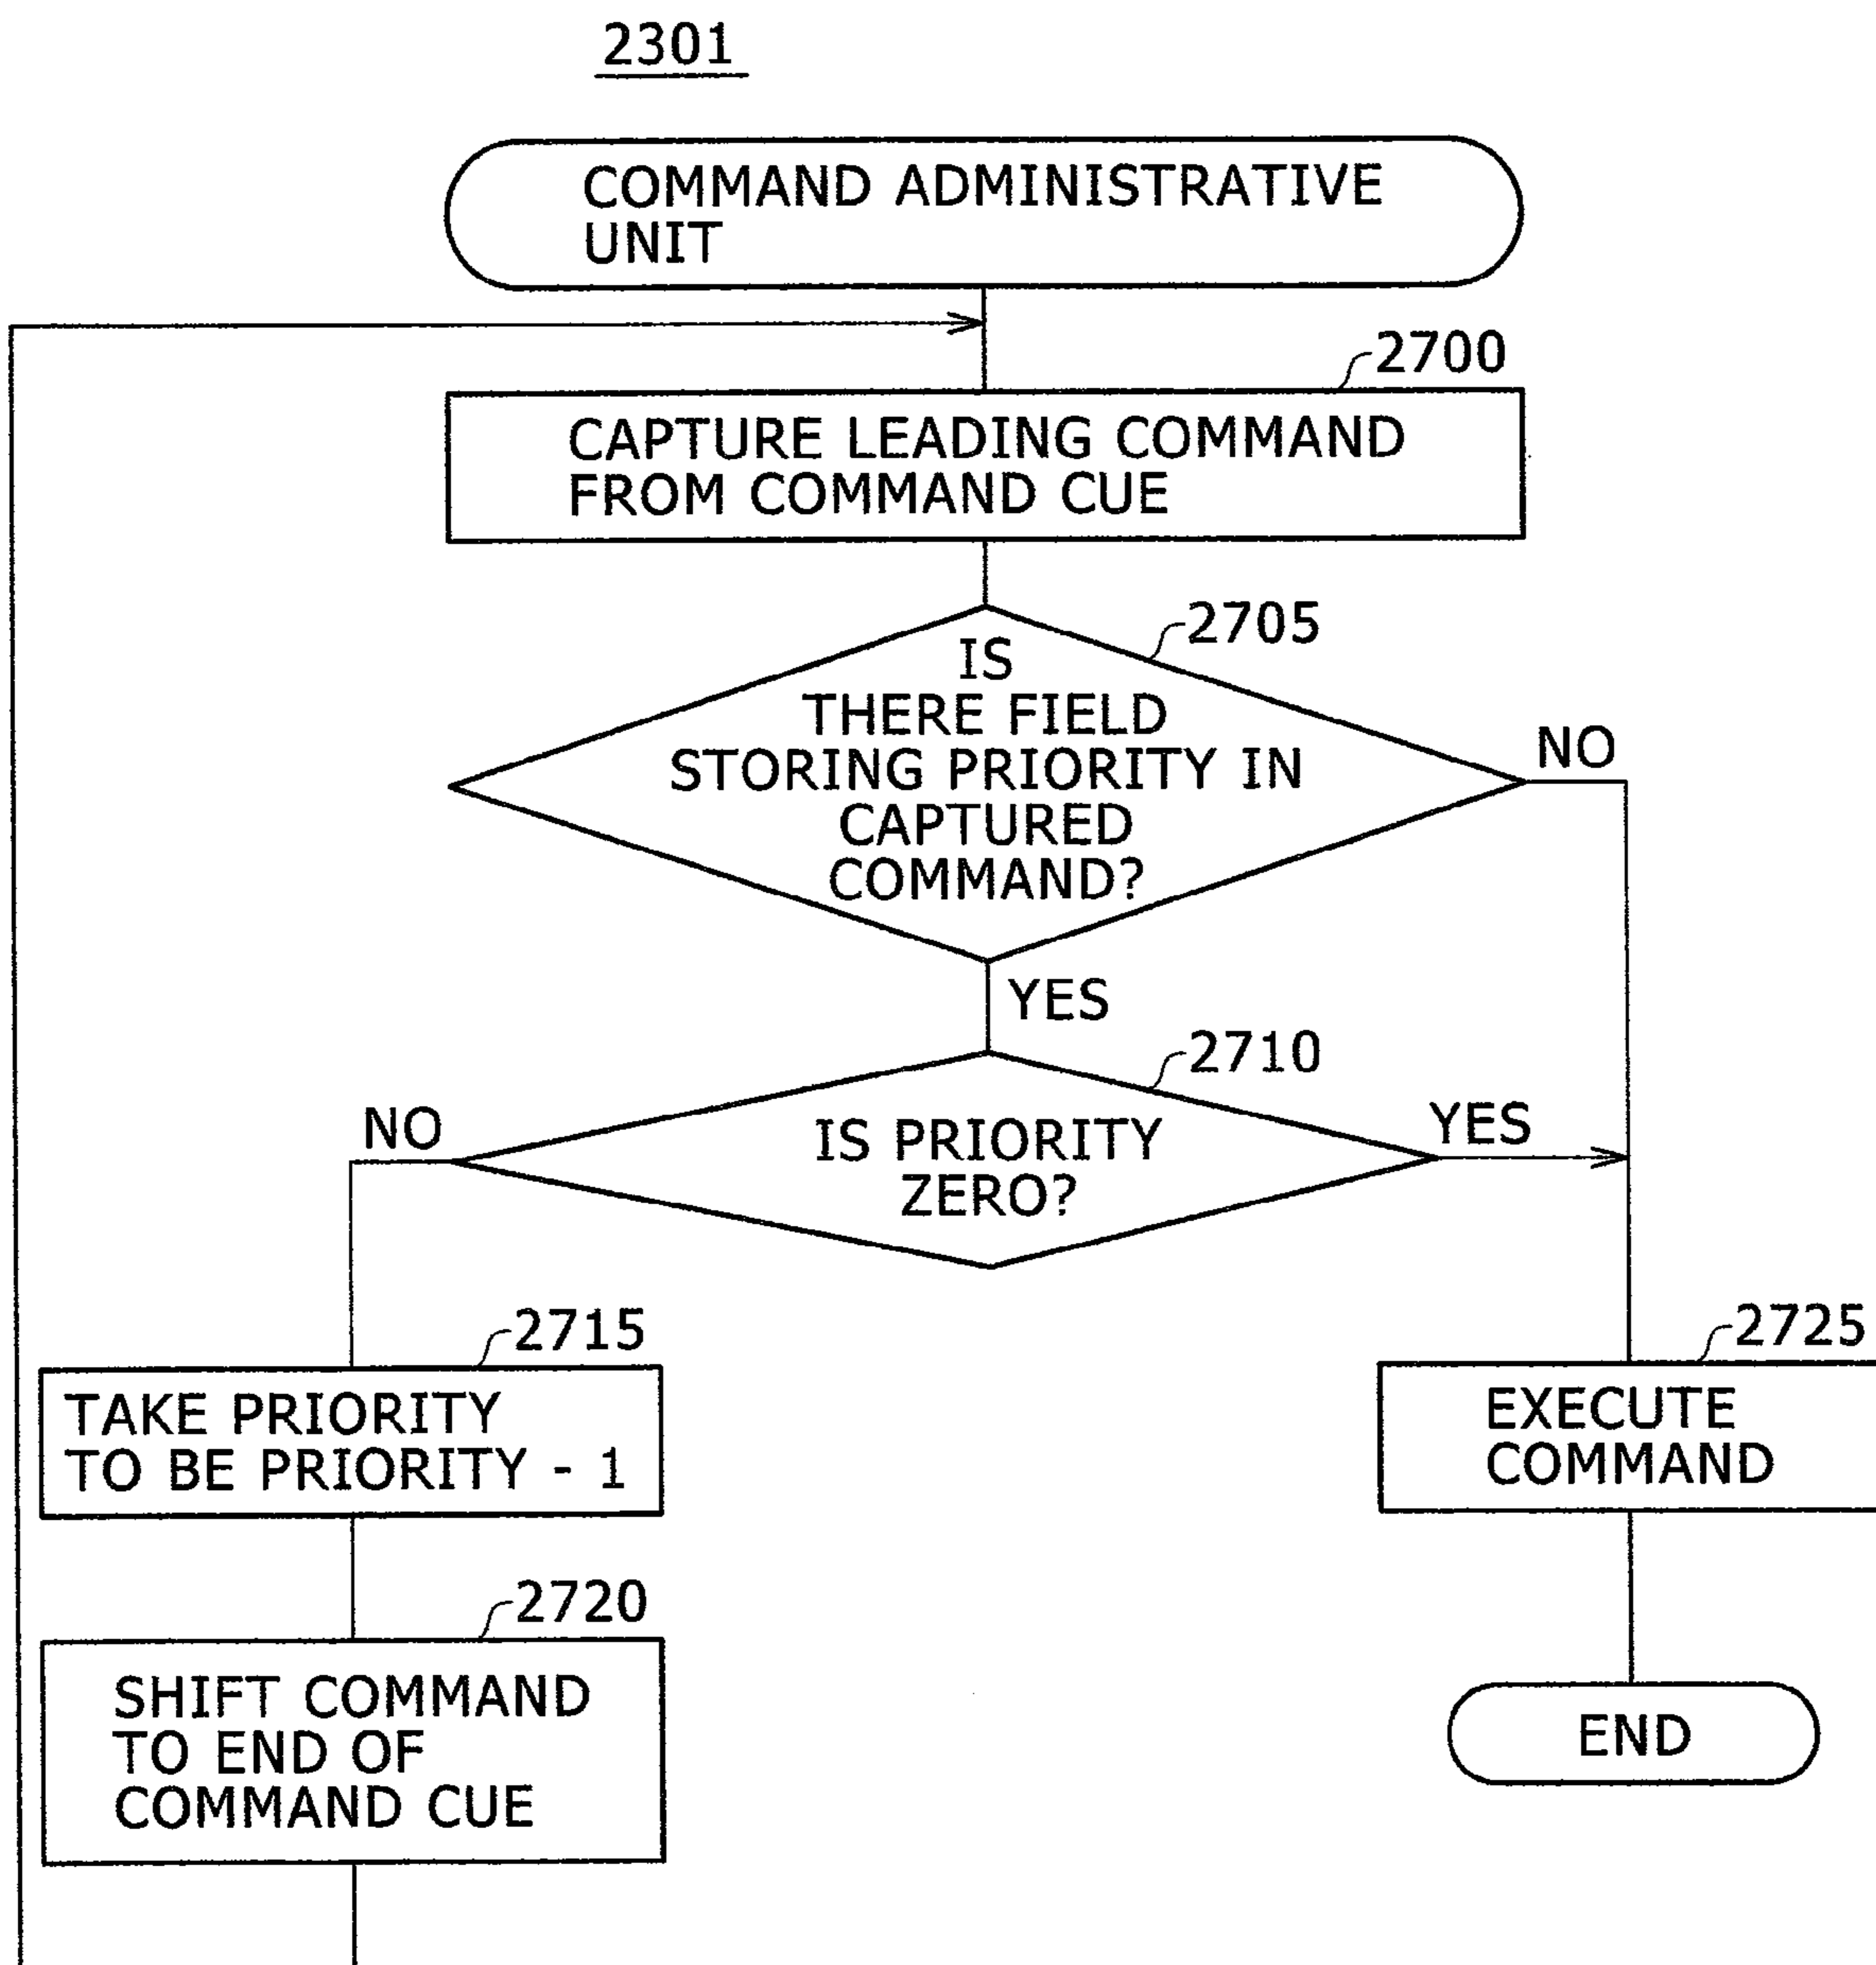 2301
COMMAND ADMINISTRATIVE
UNIT
2700
CAPTURE LEADING COMMAND
FROM COMMAND CUE
2705
IS
THERE FIELD
STORING PRIORITY IN
CAPTURED
COMMAND?
NO
YES
2710
NO
IS PRIORITY
ZERO?
YES
2715
TAKE PRIORITY
TO BE PRIORITY - 1
2725
EXECUTE
COMMAND
2720
SHIFT COMMAND
TO END OF
COMMAND CUE
END